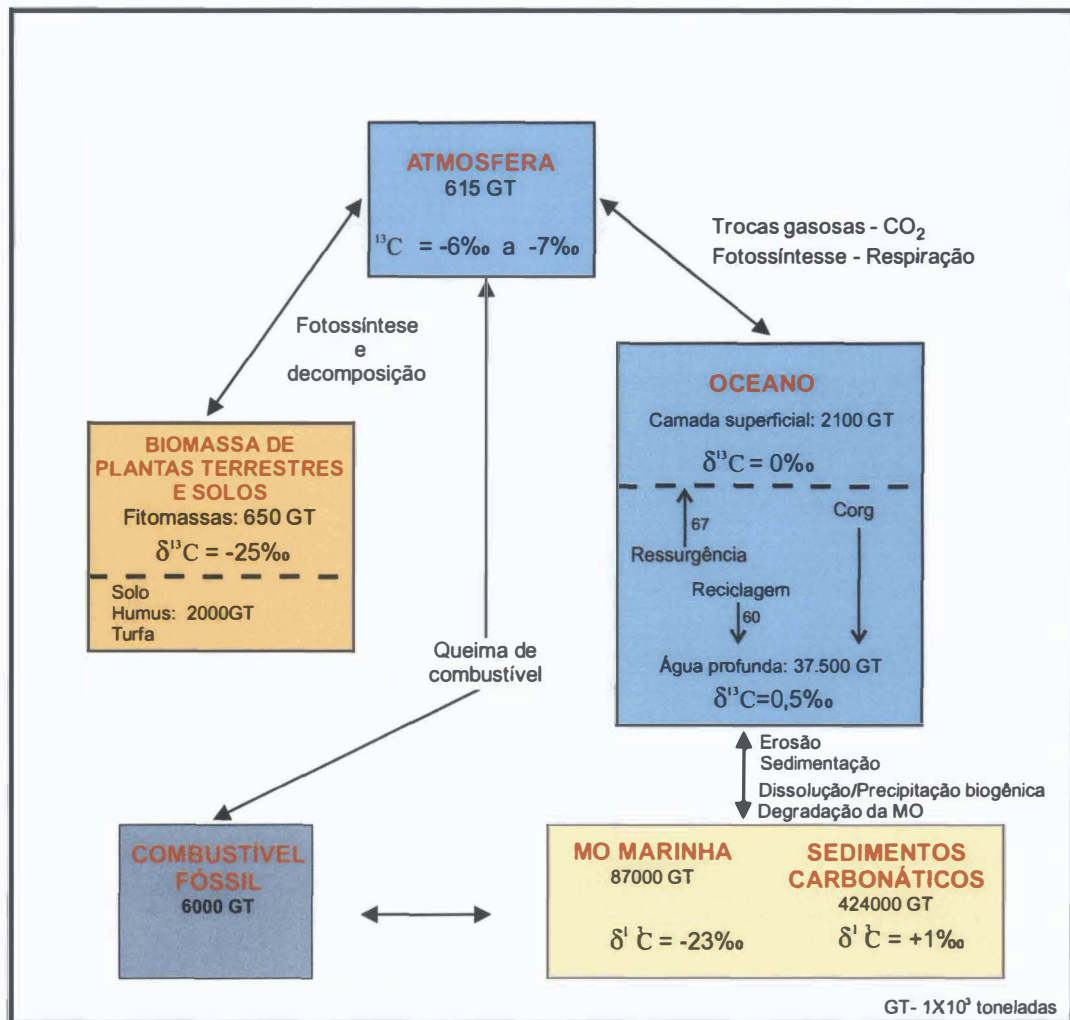 ATMOSFERA
615 GT
¹³C = -6‰ a -7‰
Trocas gasosas - CO₂
Fotossíntesse - Respiração
Fotossíntese
e
decomposição
OCEANO
Camada superficial: 2100 GT
δ¹³C = 0‰
67
Corg
Ressurgência
Reciclagem
60
Água profunda: 37.500 GT
δ¹³C=0,5‰
BIOMASSA DE
PLANTAS TERRESTRES
E SOLOS
Fitomassas: 650 GT
δ¹³C = -25‰
Solo
Humus: 2000GT
Turfa
Queima de
combustível
Erosão
Sedimentação
Dissolução/Precipitação biogênica
Degradação da MO
COMBUSTÍVEL
FÓSSIL
6000 GT
MO MARINHA
87000 GT
δ¹³C = -23‰
SEDIMENTOS
CARBONÁTICOS
424000 GT
δ¹³C = +1‰
GT- 1X10³ toneladas